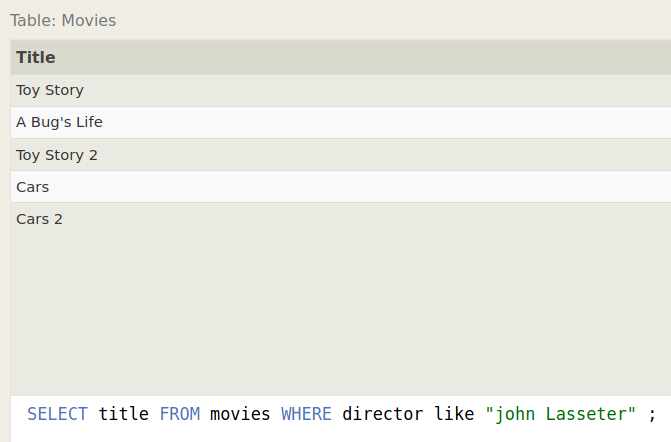 Table: Movies
Title
Toy Story
A Bug's Life
Toy Story 2
Cars
Cars 2
SELECT title FROM movies WHERE director like "john Lasseter" ;